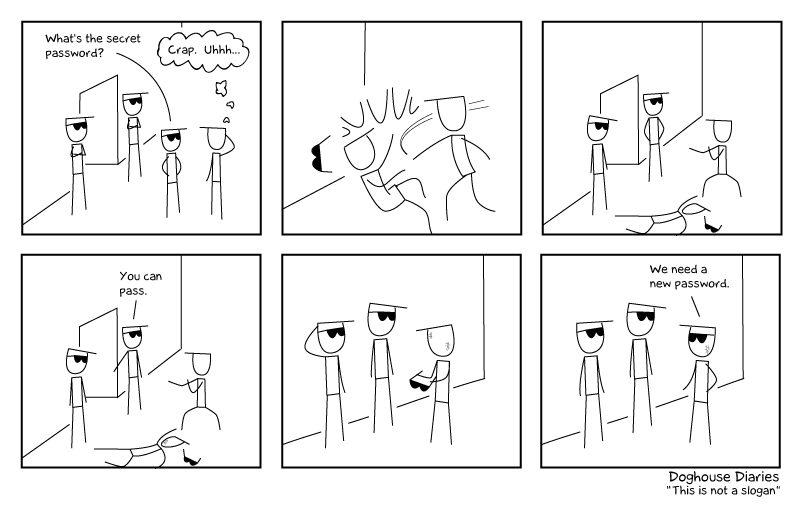 What's the secret
password?
Crap. Uhhh...
You can
pass.
We need a
new password.
Doghouse Diaries
"This is not a slogan"